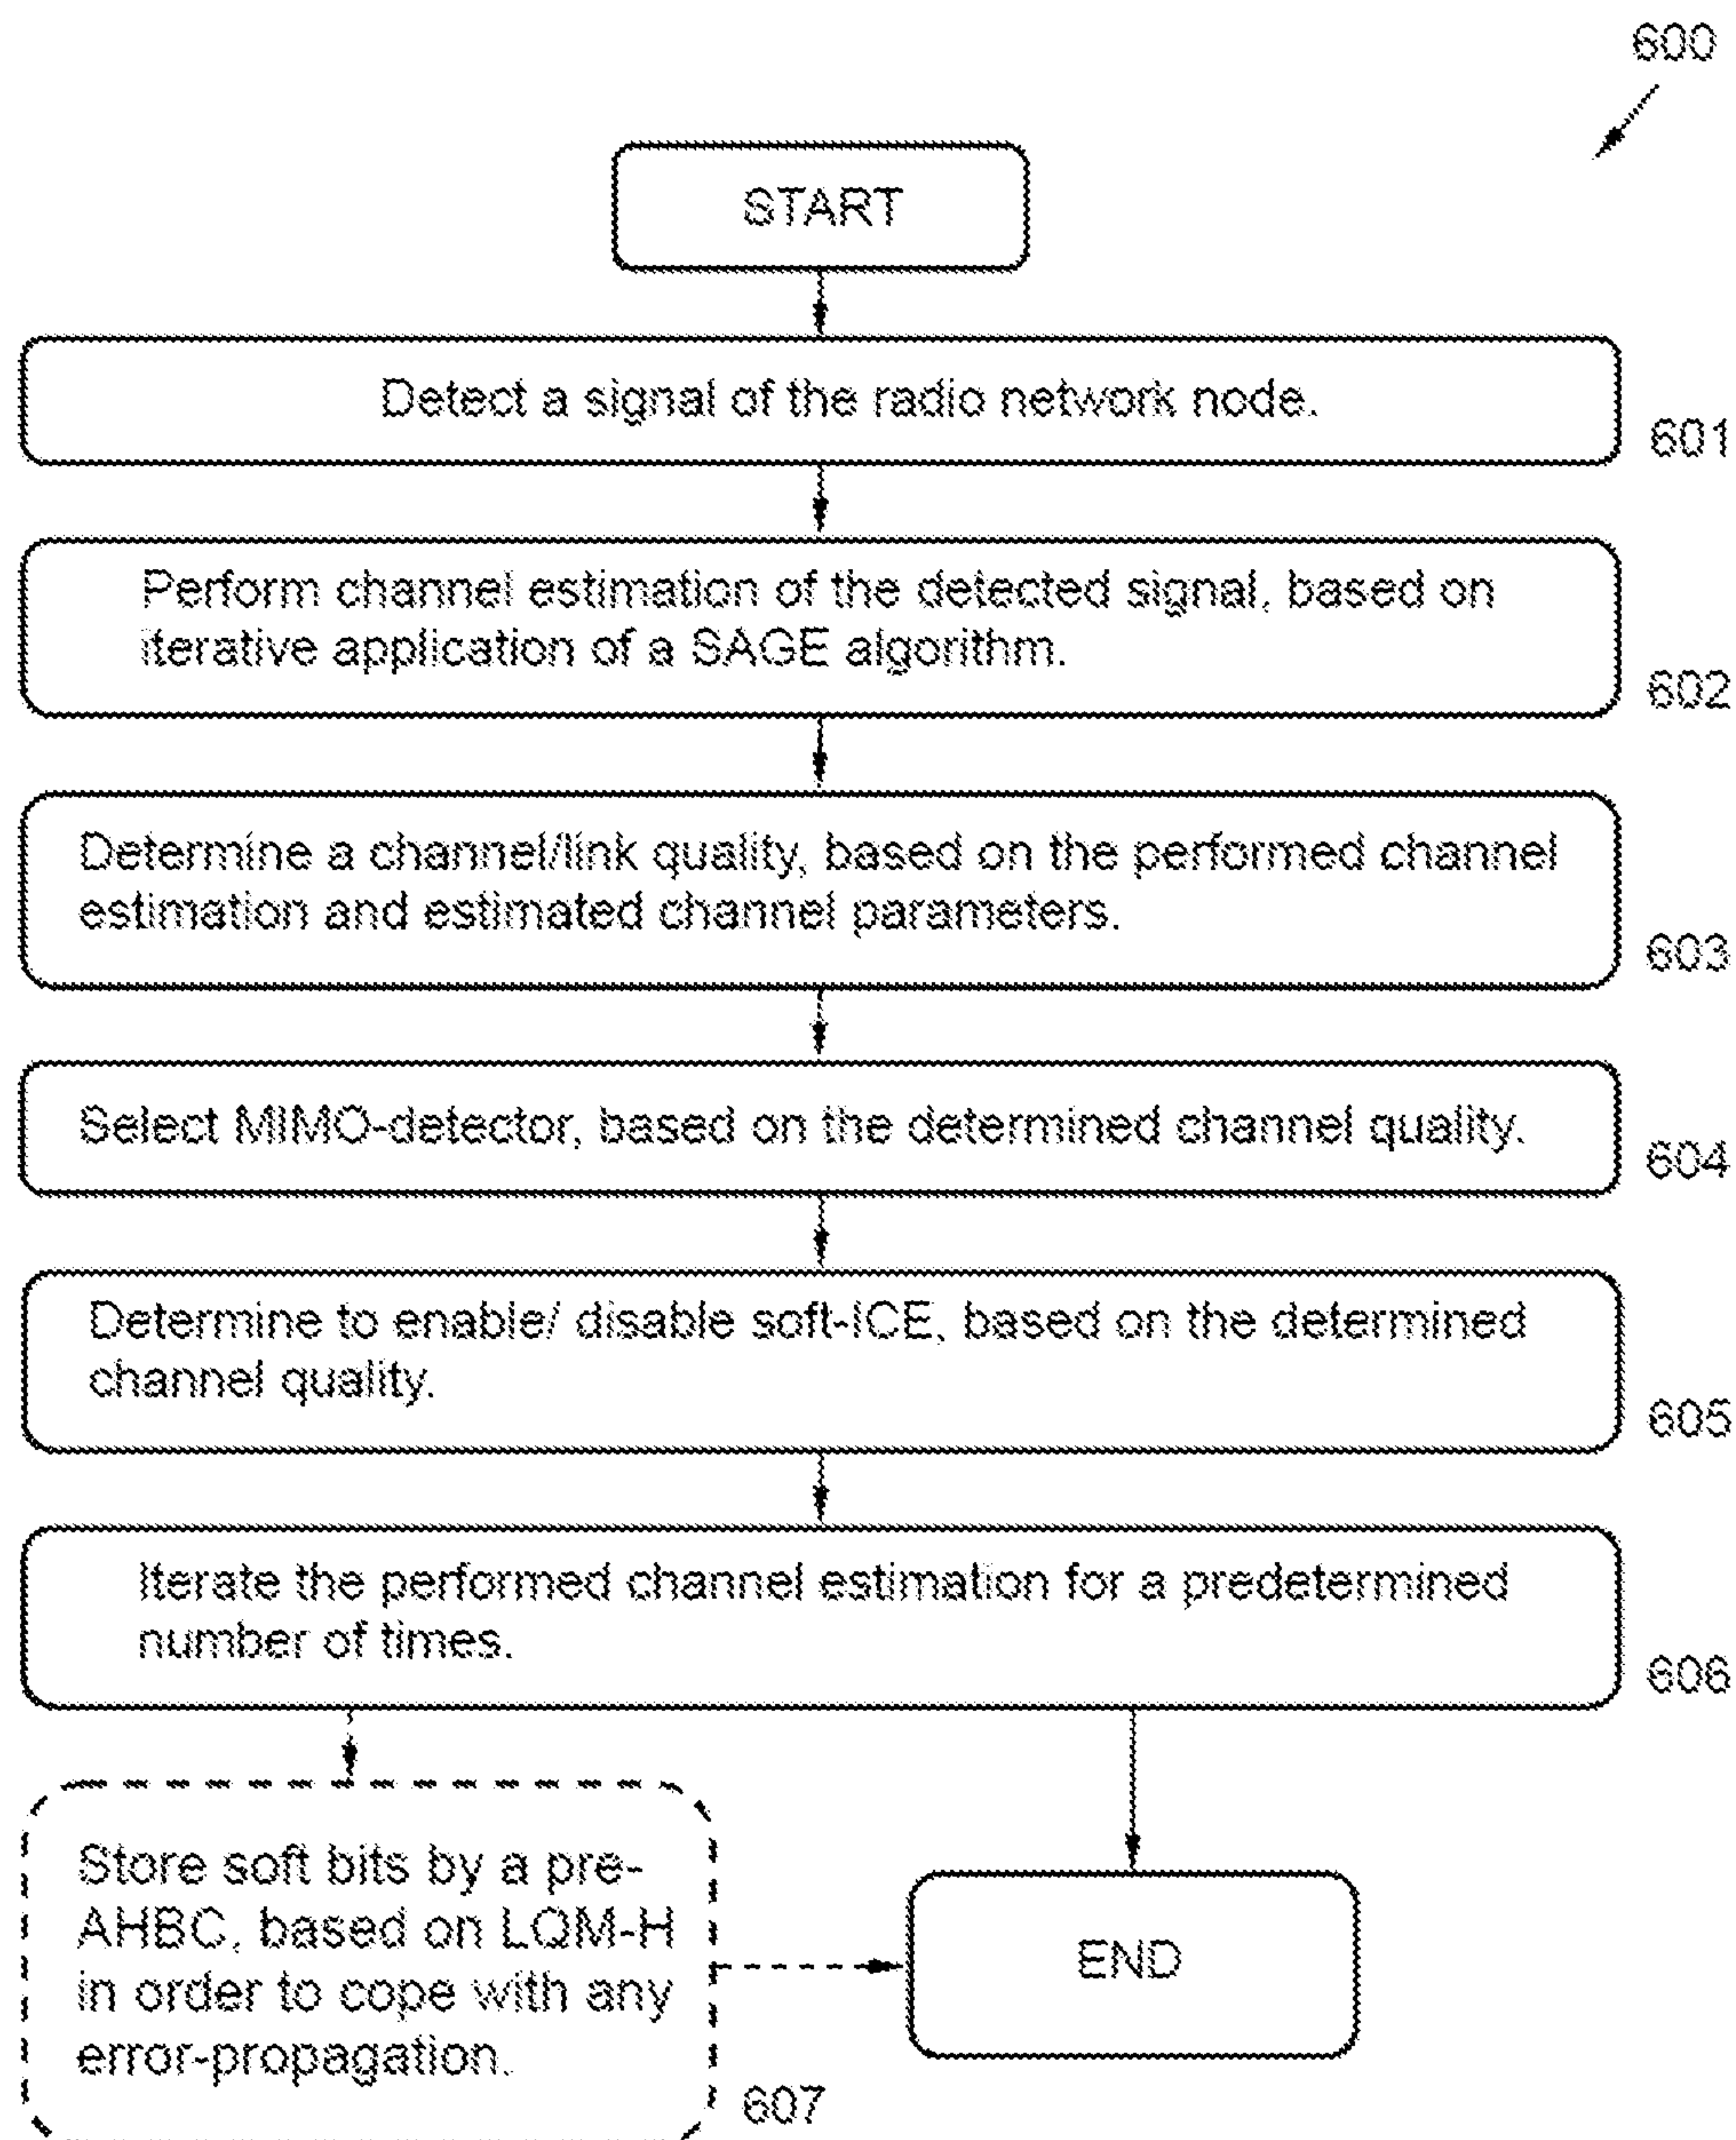 600
START
Detect a signal of the radio network node.
601
Perform channel estimation of the detected signal, based on
iterative application of a SAGE algorithm.
602
Determine a channel/link quality, based on the performed channel
estimation and estimated channel parameters.
603
Select MIMO-detector, based on the determined channel quality.
604
Determine to enable/ disable soft-ICE, based on the determined
channel quality.
605
Iterate the performed channel estimation for a predetermined
number of times.
606
Store soft bits by a pre-
AHBC, based on LQM-H
in order to cope with any
error-propagation.
607
END